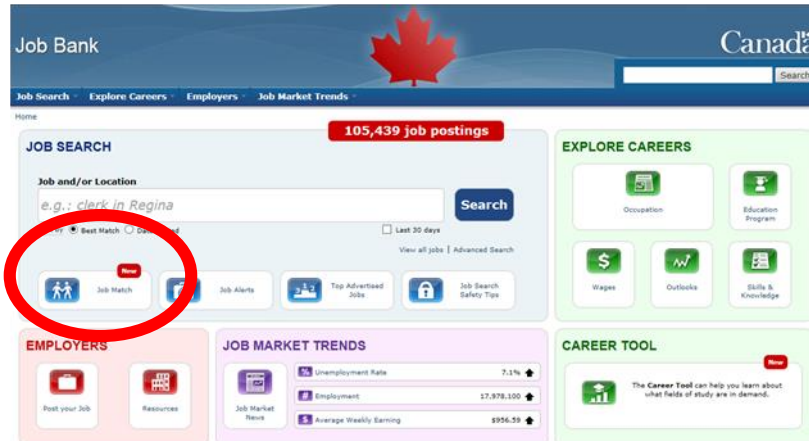 Job Bank
Canada
Search
Job Search Explore Careers Employers Job Market Trends
Home
105,439 job postings
JOB SEARCH
Job and/or Location
e.g.: clerk in Regina
Search
by Best Match
Last 30 days
View all jobs | Advanced Search
New
Job Match
Job Alerts
Top Advertised
Jobs
Job Search
Safety Tips
EXPLORE CAREERS
Occupation
Education
Program
Wages
Outlooks
Skills &
Knowledge
EMPLOYERS
Post your Job
Resources
JOB MARKET TRENDS
Job Market
News
% Unemployment Rate 7.1%
# Employment 17,978,100
$ Average Weekly Earning $956.59
CAREER TOOL
New
The Career Tool can help you learn about
what fields of study are in demand.